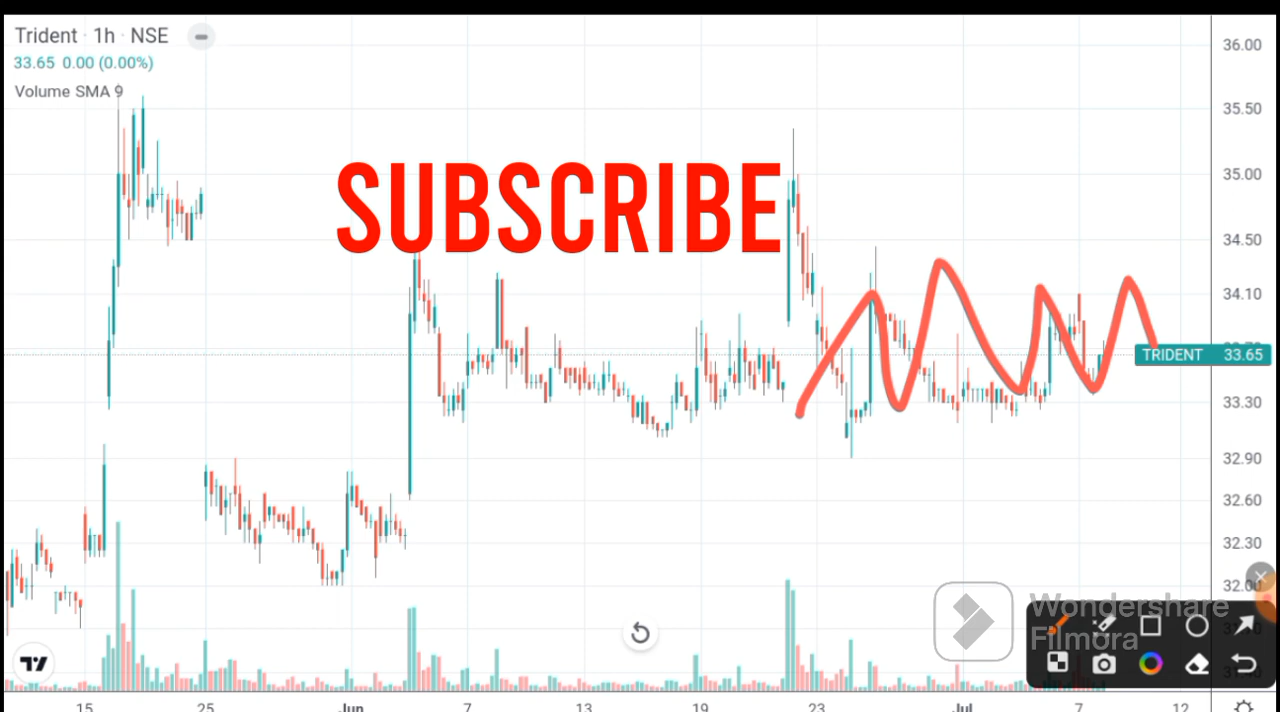 Trident · 1h · NSE
33.65 0.00 (0.00%)
Volume SMA 9
SUBSCRIBE
36.00
35.50
35.00
34.50
34.10
TRIDENT 33.65
33.30
32.90
32.60
32.30
32.00
Wondershare
Filmora
15 25 Jun 7 13 19 23 Jul 7 12